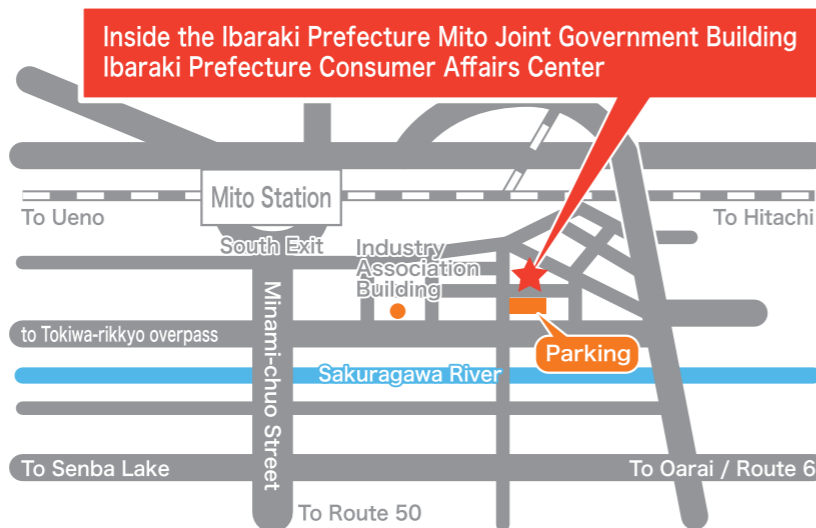 Inside the Ibaraki Prefecture Mito Joint Government Building
Ibaraki Prefecture Consumer Affairs Center
Mito Station
To Ueno
To Hitachi
South Exit
Industry
Association
Building
Minami-chuo Street
to Tokiwa-rikkyo overpass
Parking
Sakuragawa River
To Senba Lake
To Oarai / Route 6
To Route 50